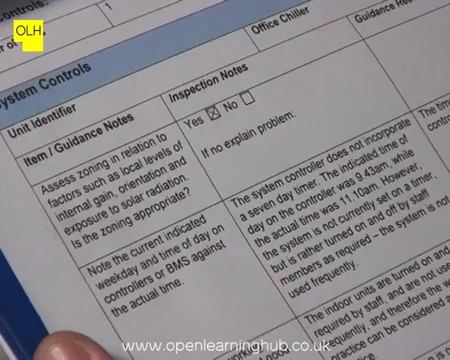 OLH
Controls:
1
Office Chiller
Guidance
System Controls
Unit Identifier
Inspection Notes
Item / Guidance Notes
Yes ☒ No ☐
If no explain problem:
Assess zoning in relation to
factors such as local levels of
internal gain, orientation and
exposure to solar radiation.
Is the zoning appropriate?
The system controller does not incorporate
a seven day timer. The indicated time of
day on the controller was 9.43am, while
the actual time was 11.10am. However,
the system is not currently set on a timer,
but is rather turned on and off by staff
members as required – the system is not
used frequently.
The
Note the current indicated
weekday and time of day on
controllers or BMS against
the actual time.
The indoor units are turned on and
required by staff, and are not use
frequently, and therefore the
can be considered a
www.openlearninghub.co.uk